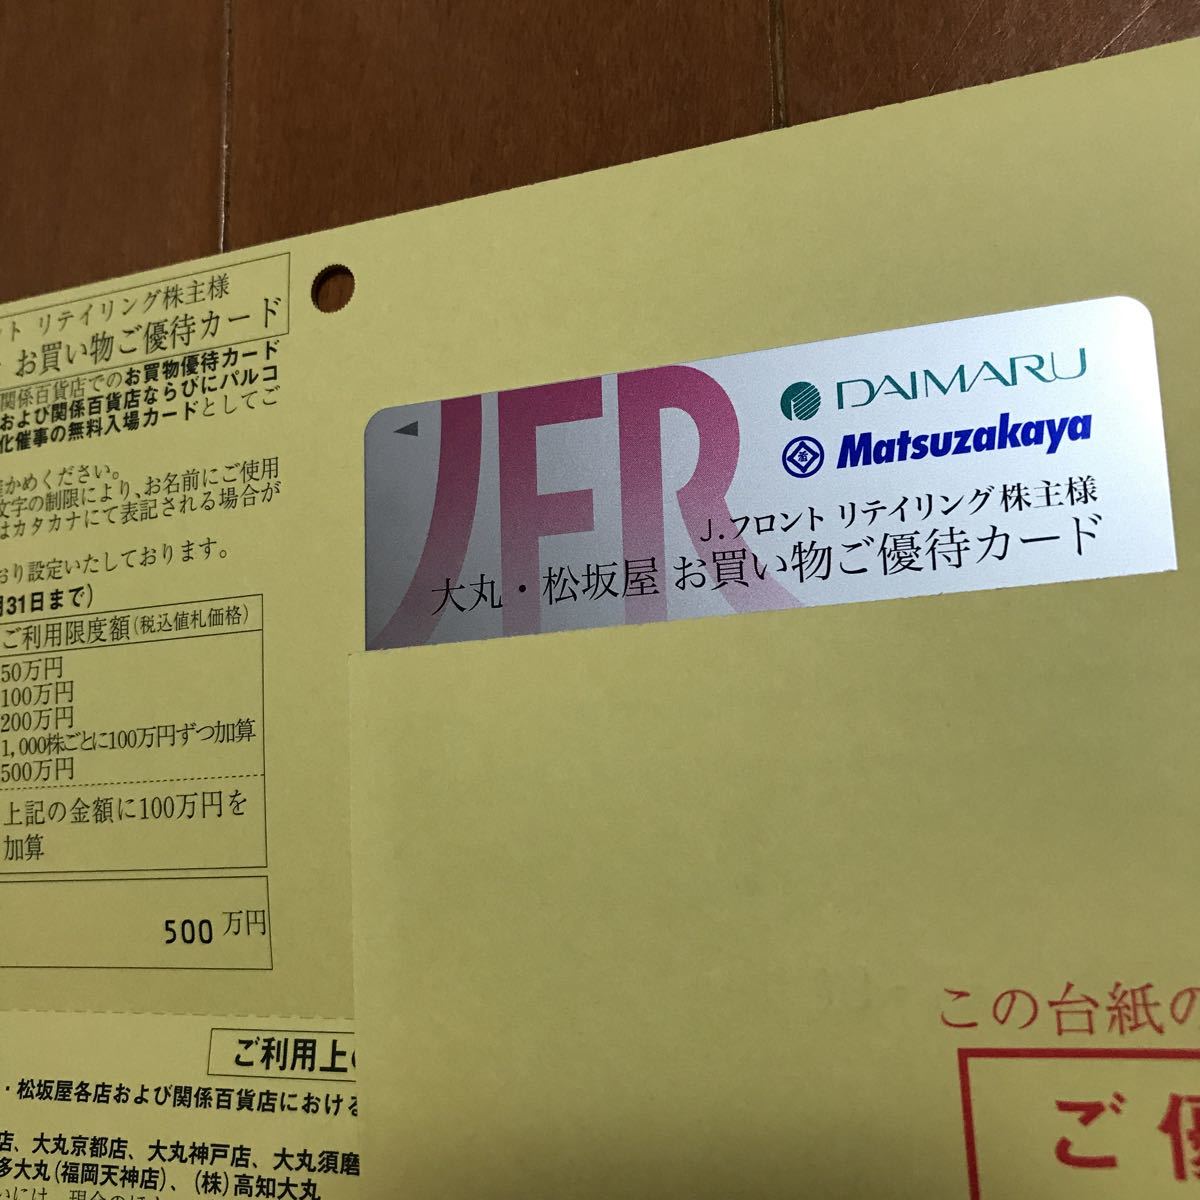 ント リテイリング株主様
お買い物ご優待カード
関係百貨店でのお買物優待カード
および関係百貨店ならびにパルコ
化催事の無料入場カードとしてご
確かめください。
文字の制限により、お名前にご使用
はカタカナにて表記される場合が
おり設定いたしております。
月31日まで)
ご利用限度額(税込値札価格)
50万円
100万円
200万円
1,000株ごとに100万円ずつ加算
500万円
上記の金額に100万円を
加算
500 万円
ご利用上の
・松坂屋各店および関係百貨店における
店、大丸京都店、大丸神戸店、大丸須磨
多大丸(福岡天神店)、(株)高知大丸
JFR
DAIMARU
Matsuzakaya
J.フロント リテイリング株主様
大丸・松坂屋 お買い物ご優待カード
この台紙の
ご優